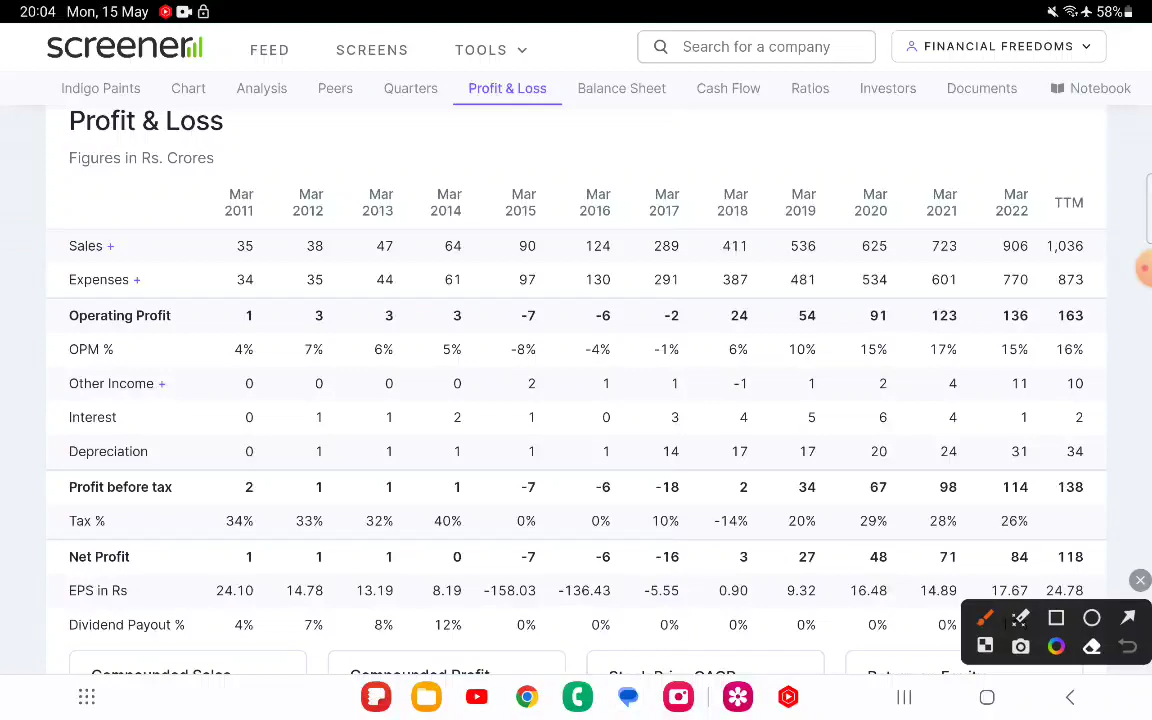 20:04 Mon, 15 May 58%
screener FEED SCREENS TOOLS Search for a company FINANCIAL FREEDOMS
Indigo Paints Chart Analysis Peers Quarters Profit & Loss Balance Sheet Cash Flow Ratios Investors Documents Notebook
Profit & Loss
Figures in Rs. Crores
Mar 2011 Mar 2012 Mar 2013 Mar 2014 Mar 2015 Mar 2016 Mar 2017 Mar 2018 Mar 2019 Mar 2020 Mar 2021 Mar 2022 TTM
Sales + 35 38 47 64 90 124 289 411 536 625 723 906 1,036
Expenses + 34 35 44 61 97 130 291 387 481 534 601 770 873
Operating Profit 1 3 3 3 -7 -6 -2 24 54 91 123 136 163
OPM % 4% 7% 6% 5% -8% -4% -1% 6% 10% 15% 17% 15% 16%
Other Income + 0 0 0 0 2 1 1 -1 1 2 4 11 10
Interest 0 1 1 2 1 0 3 4 5 6 4 1 2
Depreciation 0 1 1 1 1 1 14 17 17 20 24 31 34
Profit before tax 2 1 1 1 -7 -6 -18 2 34 67 98 114 138
Tax % 34% 33% 32% 40% 0% 0% 10% -14% 20% 29% 28% 26%
Net Profit 1 1 1 0 -7 -6 -16 3 27 48 71 84 118
EPS in Rs 24.10 14.78 13.19 8.19 -158.03 -136.43 -5.55 0.90 9.32 16.48 14.89 17.67 24.78
Dividend Payout % 4% 7% 8% 12% 0% 0% 0% 0% 0% 0% 0%
Compounded Sales Compounded Profit Stock Price CAGR Return on Equity